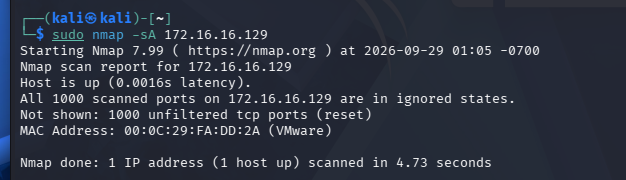 ┌──(kali㉿kali)-[~]
└─$ sudo nmap -sA 172.16.16.129
Starting Nmap 7.99 ( https://nmap.org ) at 2026-09-29 01:05 -0700
Nmap scan report for 172.16.16.129
Host is up (0.0016s latency).
All 1000 scanned ports on 172.16.16.129 are in ignored states.
Not shown: 1000 unfiltered tcp ports (reset)
MAC Address: 00:0C:29:FA:DD:2A (VMware)
Nmap done: 1 IP address (1 host up) scanned in 4.73 seconds